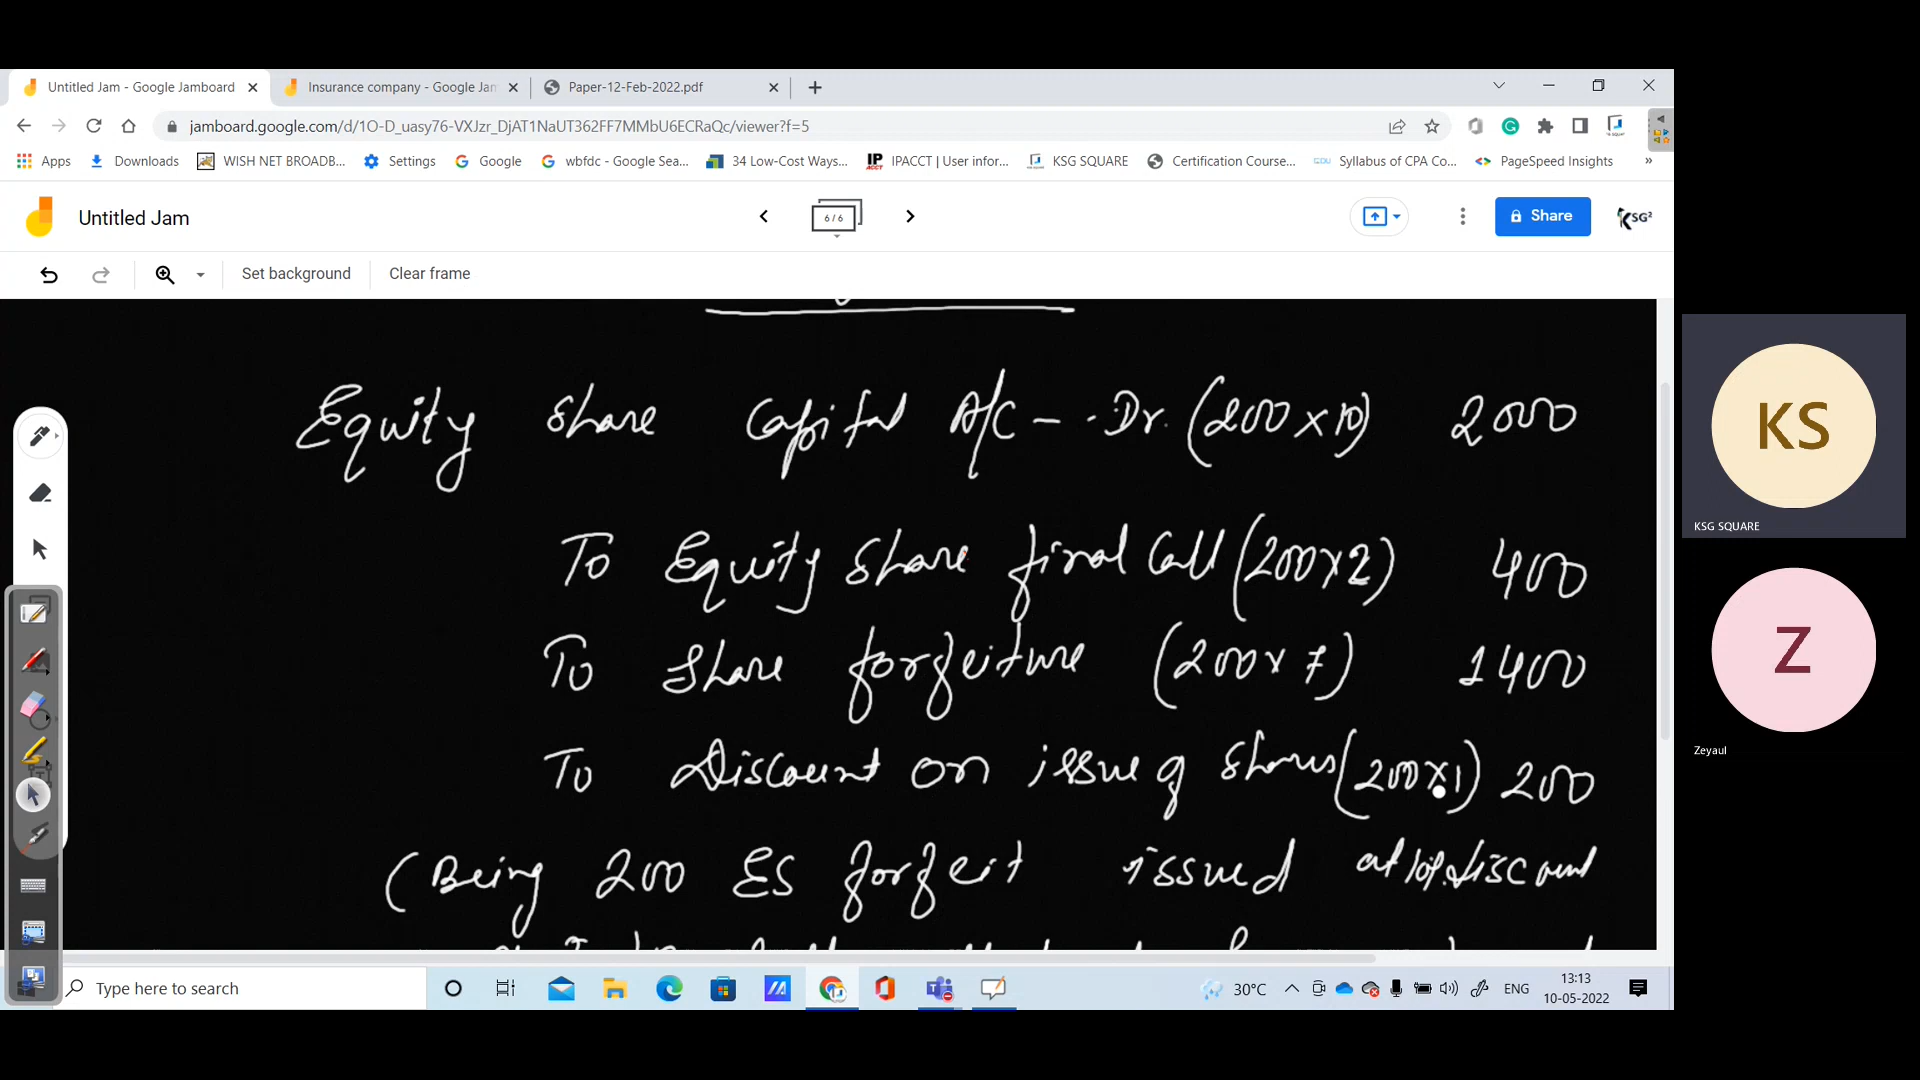 Untitled Jam - Google Jamboard
Insurance company - Google Jam
Paper-12-Feb-2022.pdf
jamboard.google.com/d/1O-D_uasy76-VXJzr_DjAT1NaUT362FF7MMbU6ECRaQc/viewer?f=5
Apps Downloads WISH NET BROADB... Settings Google wbfdc - Google Sea... 34 Low-Cost Ways... IPACCT | User infor... KSG SQUARE Certification Course... Syllabus of CPA Co... PageSpeed Insights »
Untitled Jam
6 / 6
Share
KSG²
Set background Clear frame
Equity Share Capital A/C - - Dr. (200 x 10) 2000
To Equity Share final Call (200 x 2) 400
To Share forfeiture (200 x 7) 1400
To Discount on issue of Shares (200 x 1) 200
(Being 200 ES forfeit issued at 10% discount
KS
KSG SQUARE
Z
Zeyaul
Type here to search
30°C
ENG
13:13
10-05-2022